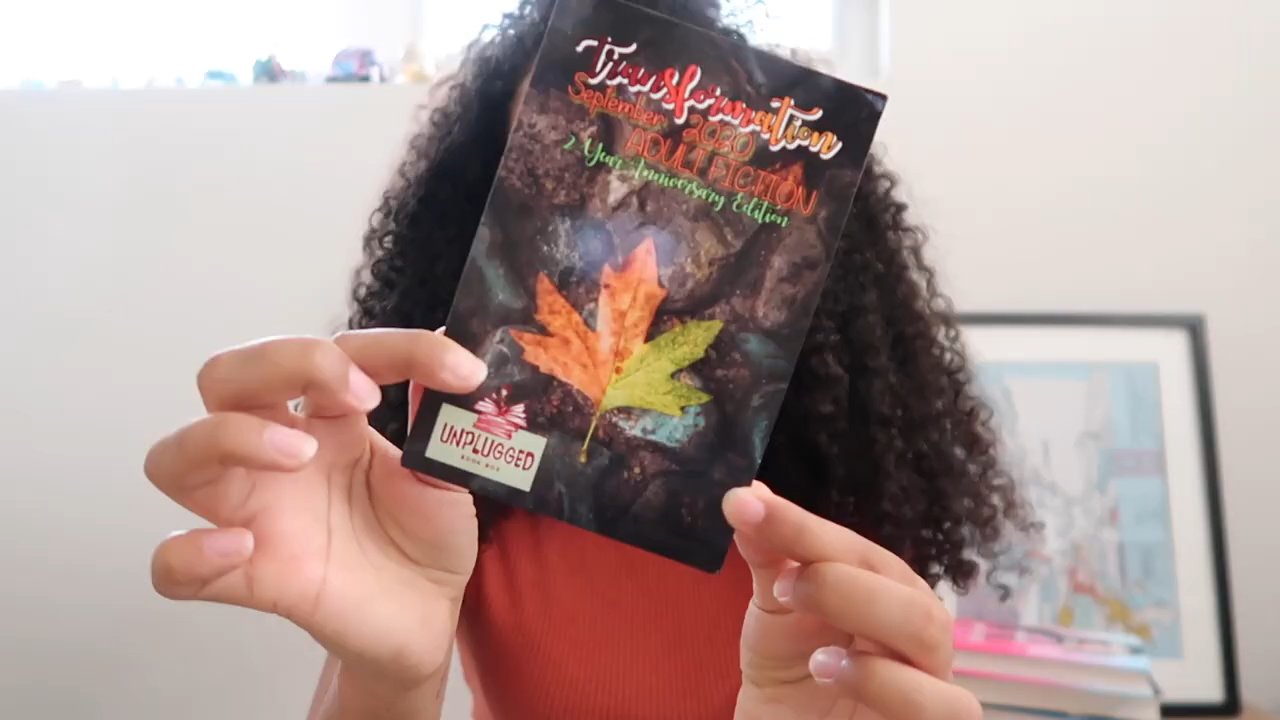 Transformation
September 2020
ADULT FICTION
2 Year Anniversary Edition
UNPLUGGED
BOOK BOX